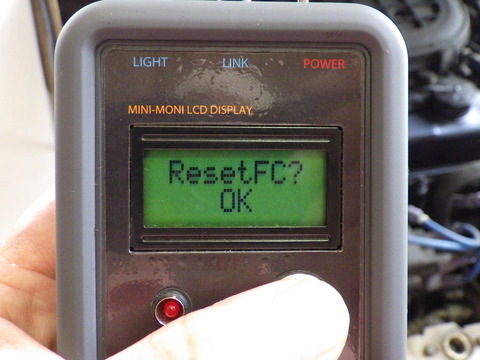 LIGHT LINK POWER
MINI-MONI LCD DISPLAY
ResetFC?
OK